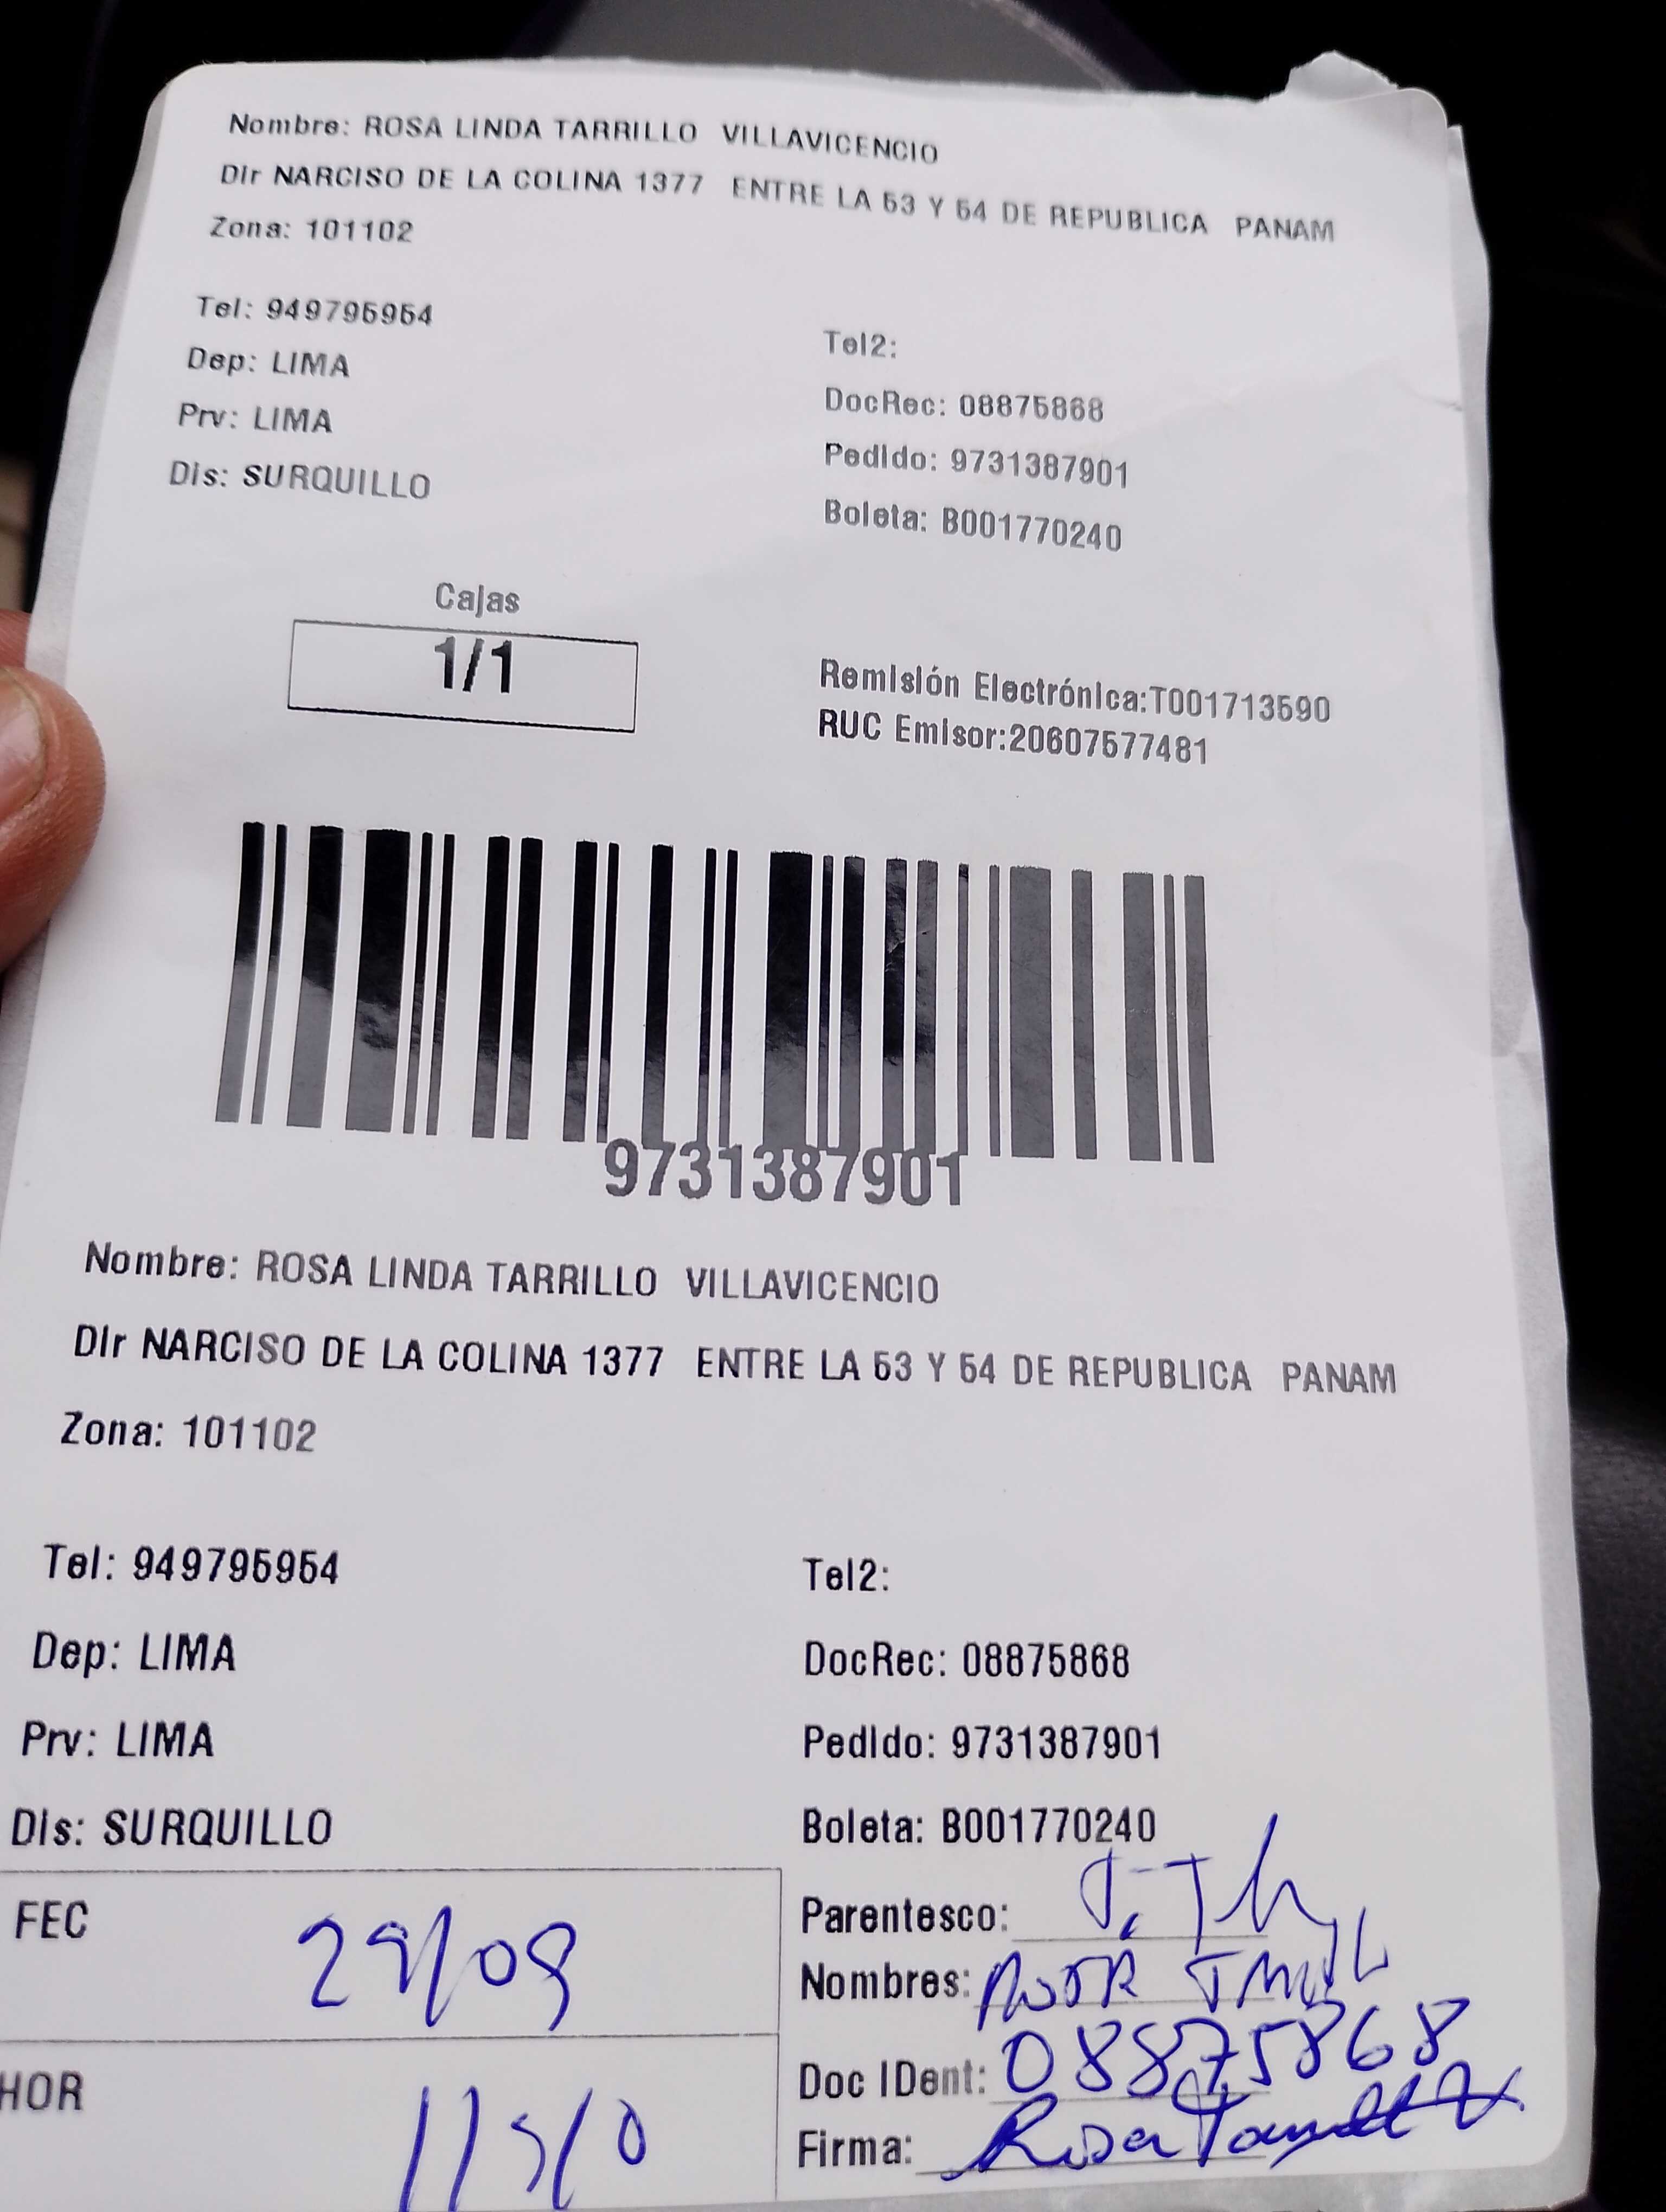 Nombre: ROSA LINDA TARRILLO VILLAVICENCIO
Dir NARCISO DE LA COLINA 1377 ENTRE LA 53 Y 54 DE REPUBLICA PANAM
Zona: 101102
Tel: 949795954
Tel2:
Dep: LIMA
DocRec: 08875868
Prv: LIMA
Pedido: 9731387901
Dis: SURQUILLO
Boleta: B001770240
Cajas
1/1
Remisión Electrónica:T001713590
RUC Emisor:20607577481
9731387901
Nombre: ROSA LINDA TARRILLO VILLAVICENCIO
Dir NARCISO DE LA COLINA 1377 ENTRE LA 53 Y 54 DE REPUBLICA PANAM
Zona: 101102
Tel: 949795954
Tel2:
Dep: LIMA
DocRec: 08875868
Prv: LIMA
Pedido: 9731387901
Dis: SURQUILLO
Boleta: B001770240
FEC 29/09
Parentesco:
Nombres:
Doc IDent: 08875868
HOR
Firma: Rosa